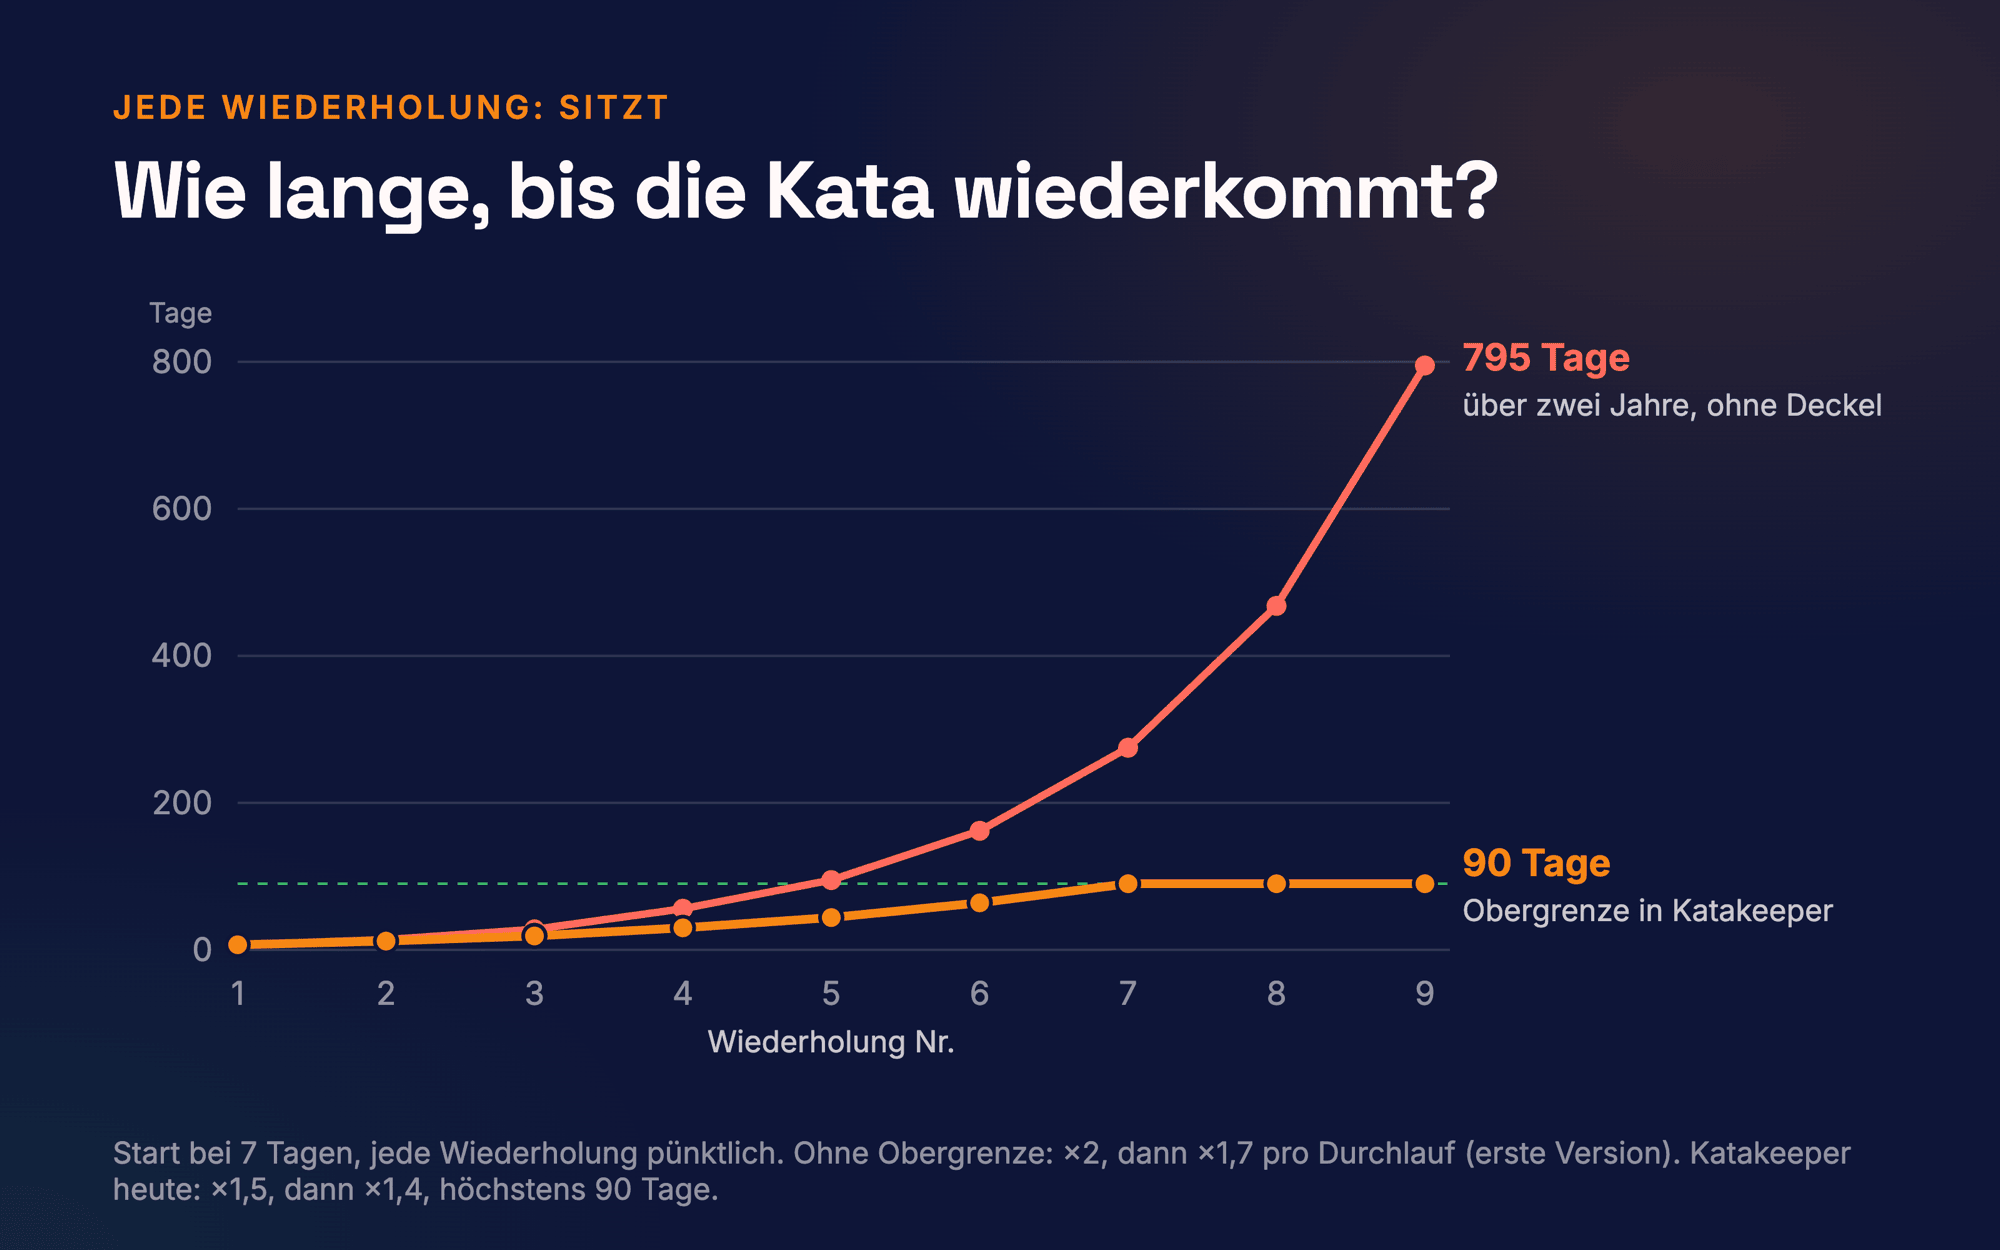 JEDE WIEDERHOLUNG: SITZT
Wie lange, bis die Kata wiederkommt?
Tage
800
600
400
200
0
795 Tage
über zwei Jahre, ohne Deckel
90 Tage
Obergrenze in Katakeeper
1 2 3 4 5 6 7 8 9
Wiederholung Nr.
Start bei 7 Tagen, jede Wiederholung pünktlich. Ohne Obergrenze: ×2, dann ×1,7 pro Durchlauf (erste Version). Katakeeper
heute: ×1,5, dann ×1,4, höchstens 90 Tage.